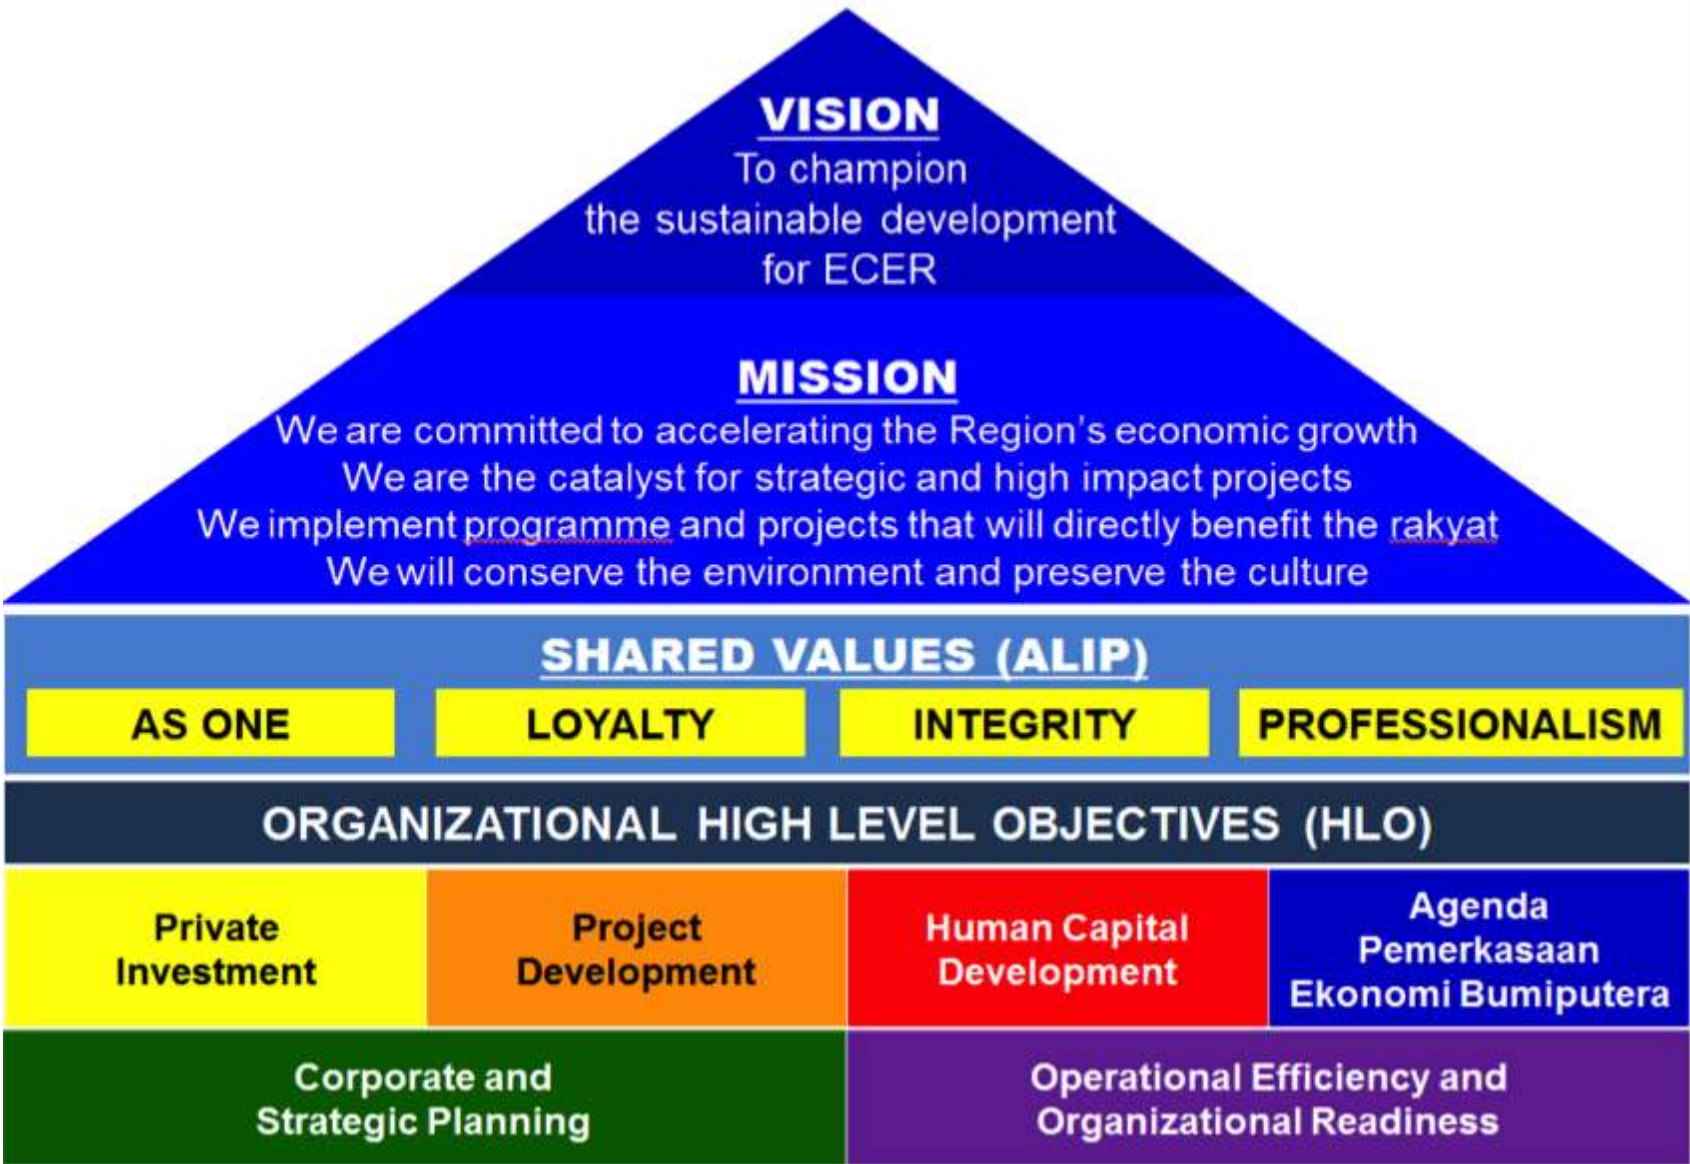 VISION
To champion
the sustainable development
for ECER
MISSION
We are committed to accelerating the Region's economic growth
We are the catalyst for strategic and high impact projects
We implement programme and projects that will directly benefit the rakyat
We will conserve the environment and preserve the culture
SHARED VALUES (ALIP)
AS ONE
LOYALTY
INTEGRITY
PROFESSIONALISM
ORGANIZATIONAL HIGH LEVEL OBJECTIVES (HLO)
Private
Investment
Project
Development
Human Capital
Development
Agenda
Pemerkasaan
Ekonomi Bumiputera
Corporate and
Strategic Planning
Operational Efficiency and
Organizational Readiness